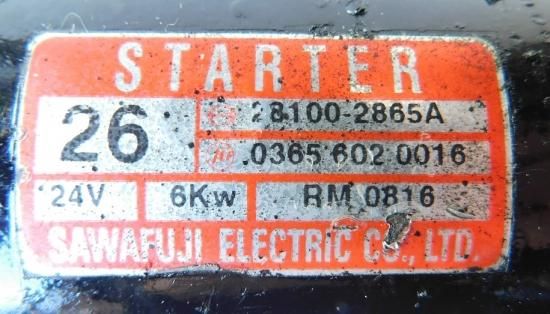 STARTER
26
28100-2865A
0365 602 0016
24V 6Kw RM 0816
SAWAFUJI ELECTRIC CO., LTD.